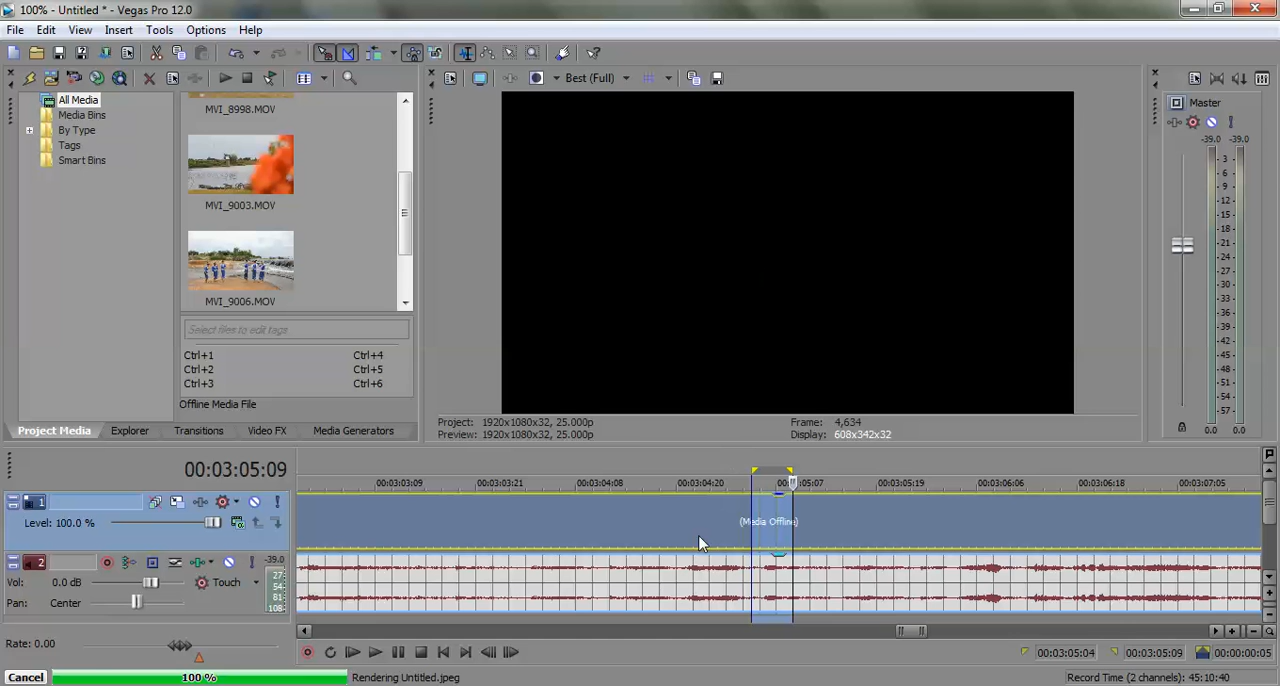 100% - Untitled * - Vegas Pro 12.0
File Edit View Insert Tools Options Help
Best (Full)
All Media
Media Bins
By Type
Tags
Smart Bins
MVI_8998.MOV
MVI_9003.MOV
MVI_9006.MOV
Select files to edit tags
Ctrl+1 Ctrl+4
Ctrl+2 Ctrl+5
Ctrl+3 Ctrl+6
Offline Media File
Project Media Explorer Transitions Video FX Media Generators
Project: 1920x1080x32, 25.000p
Preview: 1920x1080x32, 25.000p
Frame: 4,634
Display: 608x342x32
Master
-39.0 -39.0
3
6
9
12
15
18
21
24
27
30
33
36
39
42
45
48
51
54
57
0.0 0.0
00:03:05:09
00:03:03:09 00:03:03:21 00:03:04:08 00:03:04:20 00:03:05:07 00:03:05:19 00:03:06:06 00:03:06:18 00:03:07:05
1
Level: 100.0 %
(Media Offline)
2
-39.0
Vol: 0.0 dB Touch
Pan: Center
27
54
81
108
Rate: 0.00
00:03:05:04 00:03:05:09 00:00:00:05
Cancel 100 % Rendering Untitled.jpeg Record Time (2 channels): 45:10:40